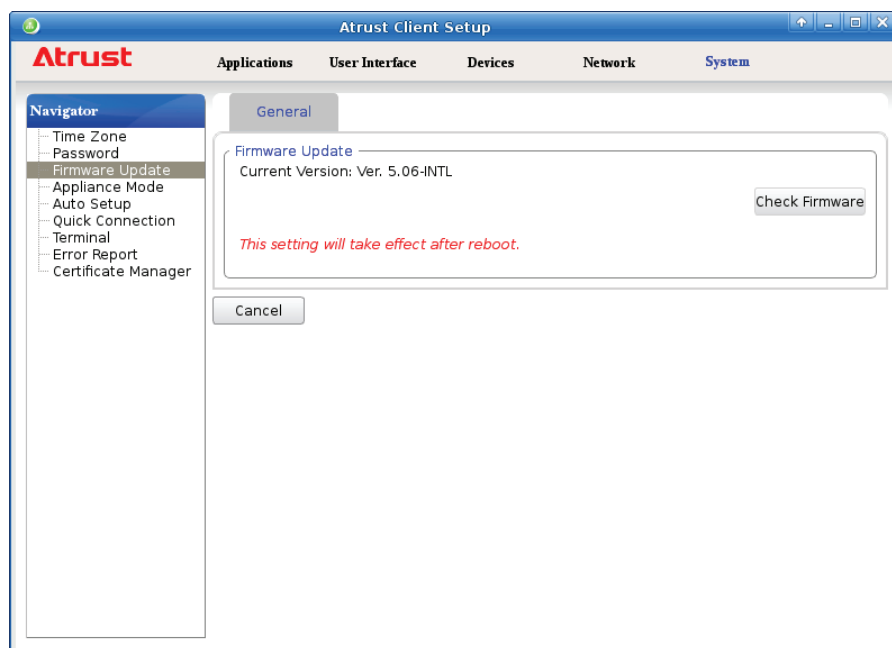 Atrust Client Setup
Atrust
Applications User Interface Devices Network System
Navigator
Time Zone
Password
Firmware Update
Appliance Mode
Auto Setup
Quick Connection
Terminal
Error Report
Certificate Manager
General
Firmware Update
Current Version: Ver. 5.06-INTL
Check Firmware
This setting will take effect after reboot.
Cancel